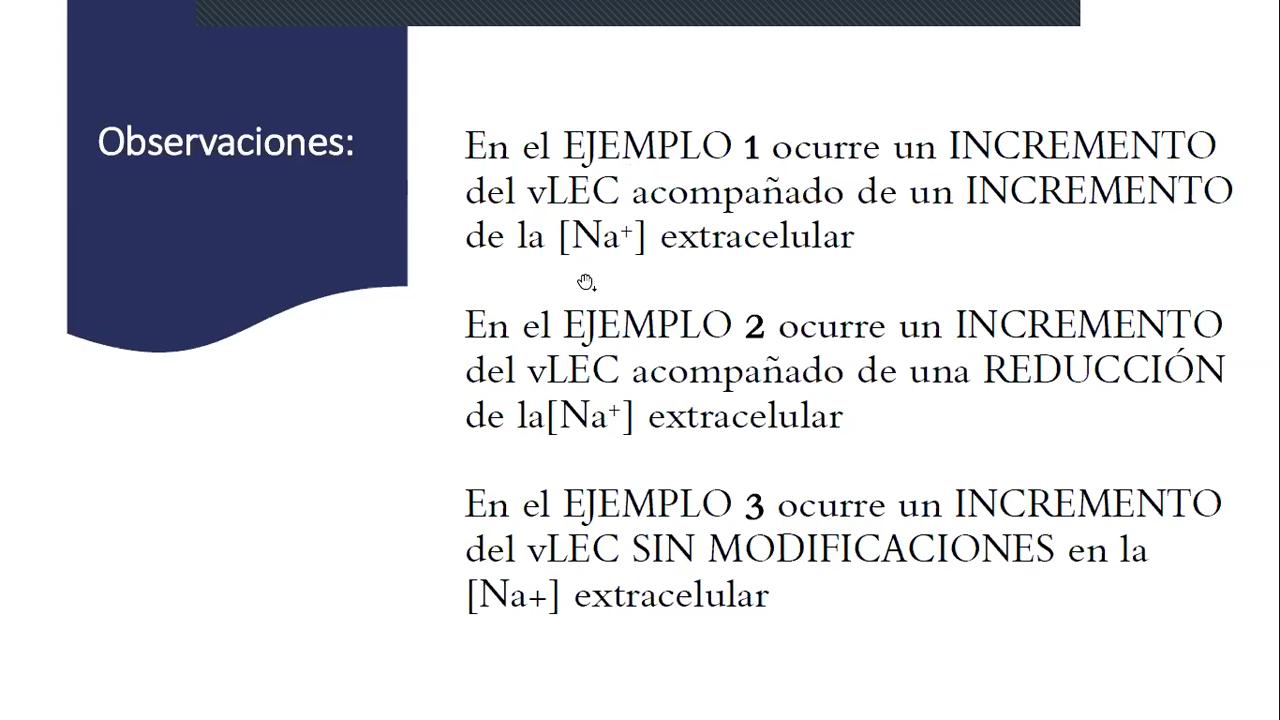 Observaciones:
En el EJEMPLO 1 ocurre un INCREMENTO
del vLEC acompañado de un INCREMENTO
de la [Na⁺] extracelular
En el EJEMPLO 2 ocurre un INCREMENTO
del vLEC acompañado de una REDUCCIÓN
de la[Na⁺] extracelular
En el EJEMPLO 3 ocurre un INCREMENTO
del vLEC SIN MODIFICACIONES en la
[Na+] extracelular